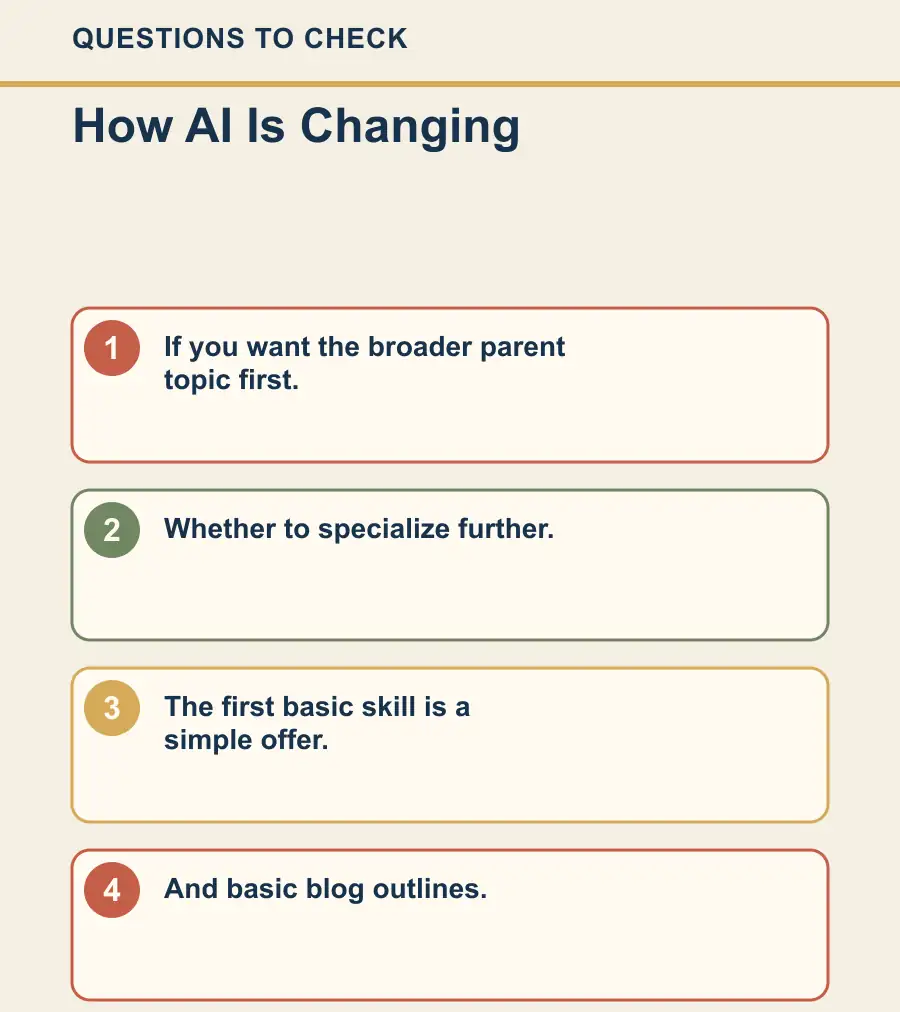 QUESTIONS TO CHECK
How AI Is Changing
1
If you want the broader parent
topic first.
2
Whether to specialize further.
3
The first basic skill is a
simple offer.
4
And basic blog outlines.